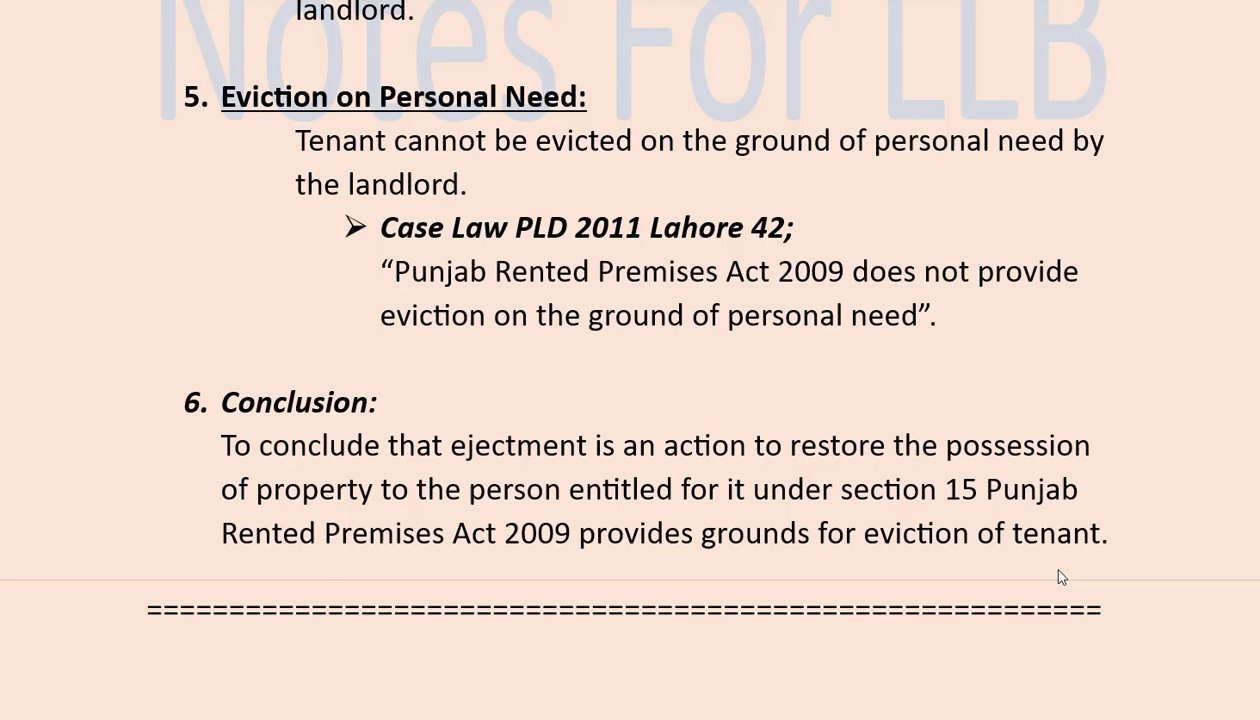 landlord.
Notes For LLB
5. Eviction on Personal Need:
Tenant cannot be evicted on the ground of personal need by
the landlord.
➢ Case Law PLD 2011 Lahore 42;
“Punjab Rented Premises Act 2009 does not provide
eviction on the ground of personal need”.
6. Conclusion:
To conclude that ejectment is an action to restore the possession
of property to the person entitled for it under section 15 Punjab
Rented Premises Act 2009 provides grounds for eviction of tenant.
==========================================================